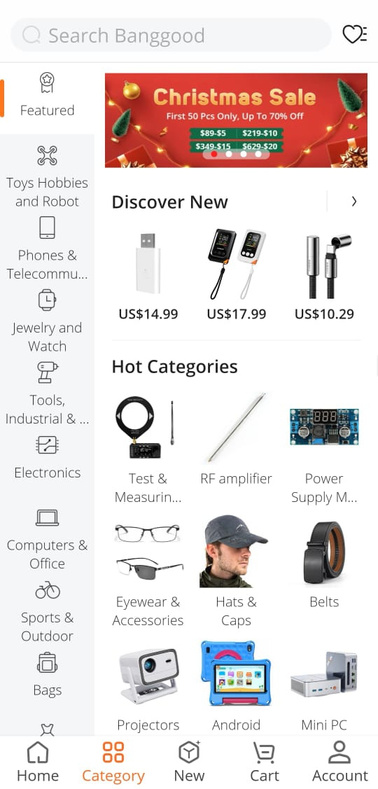 Search Banggood
Featured
Toys Hobbies
and Robot
Phones &
Telecommu...
Jewelry and
Watch
Tools,
Industrial & ...
Electronics
Computers &
Office
Sports &
Outdoor
Bags
Christmas Sale
First 50 Pcs Only, Up To 70% Off
$89-$5 $219-$10
$349-$15 $629-$20
Discover New
US$14.99 US$17.99 US$10.29
Hot Categories
Test &
Measurin...
RF amplifier
Power
Supply M...
Eyewear &
Accessories
Hats &
Caps
Belts
Projectors
Android
Mini PC
Home
Category
New
Cart
Account